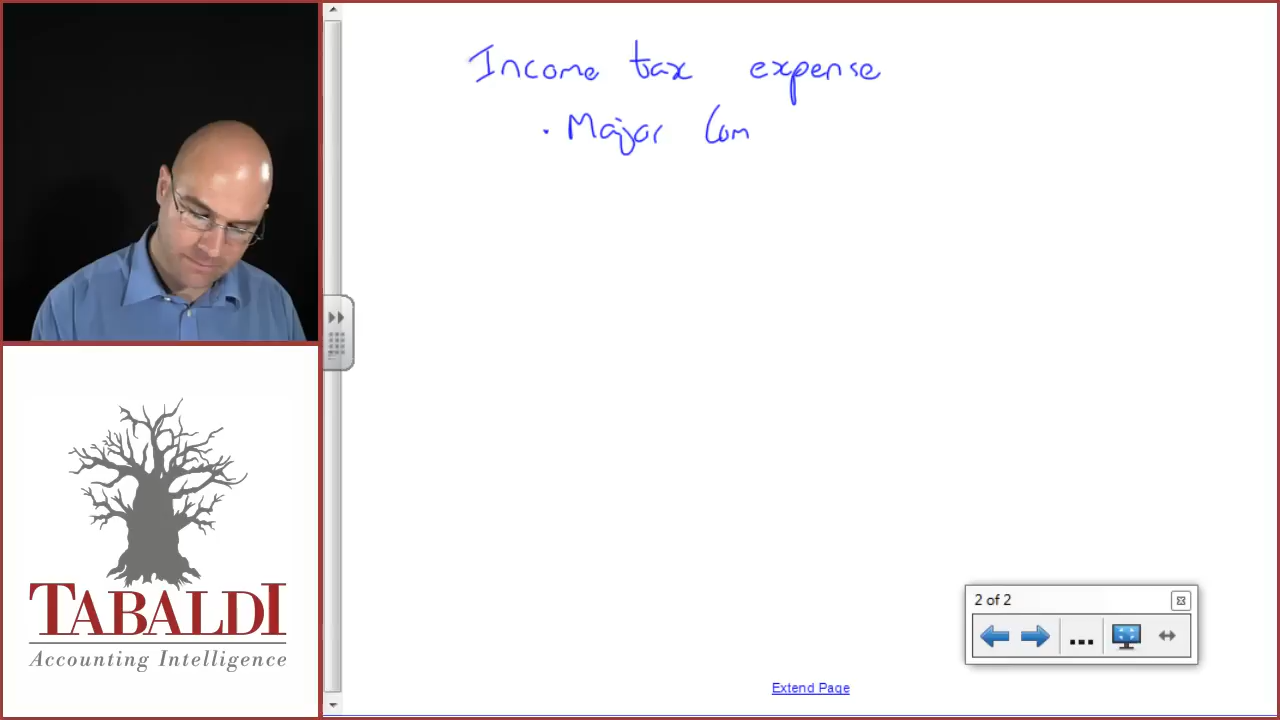 Income tax expense
• Major Com
TABALDI
Accounting Intelligence
2 of 2
...
Extend Page